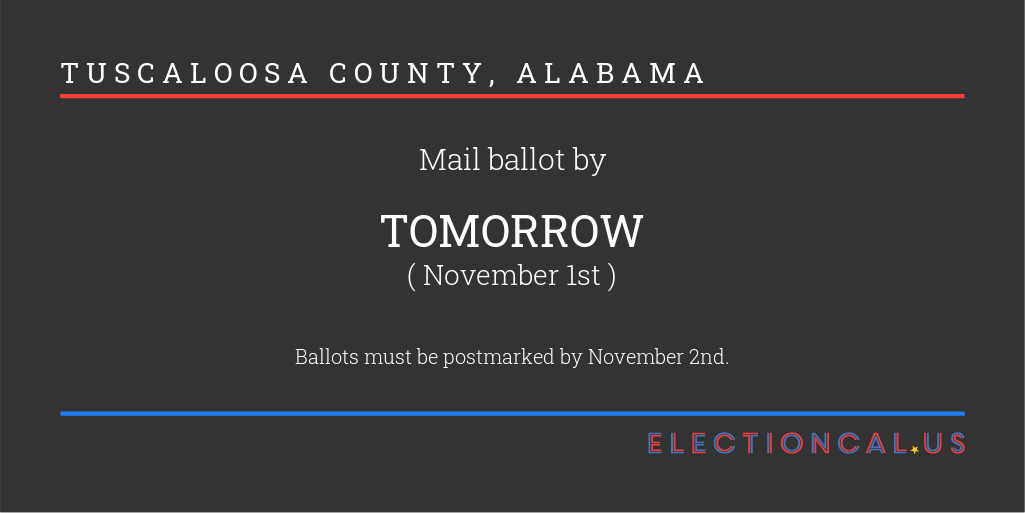 TUSCALOOSA COUNTY, ALABAMA
Mail ballot by
TOMORROW
( November 1st )
Ballots must be postmarked by November 2nd.
ELECTIONCAL.US